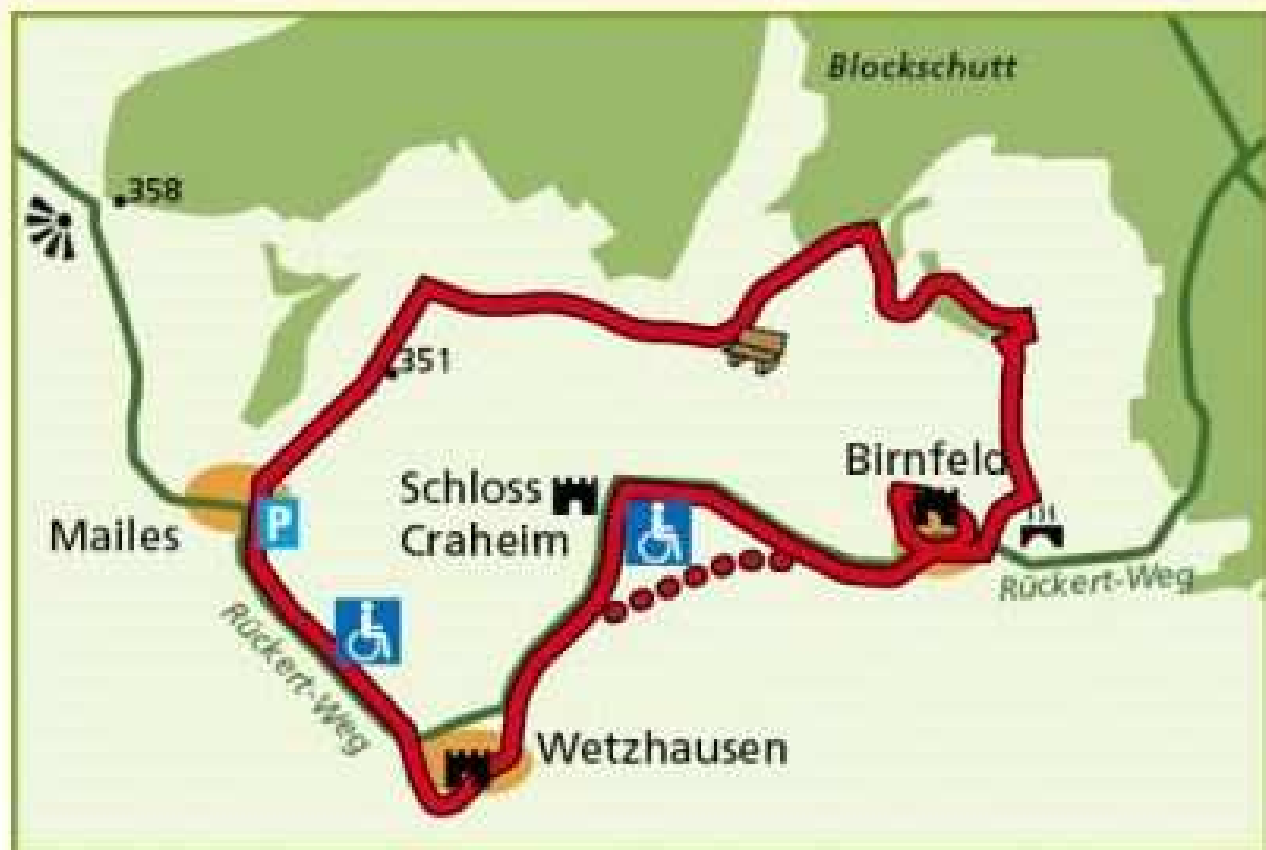 Blockschutt
358
351
Birnfeld
Schloss
Craheim
P
Mailes
Rückert-Weg
Rückert-Weg
Wetzhausen